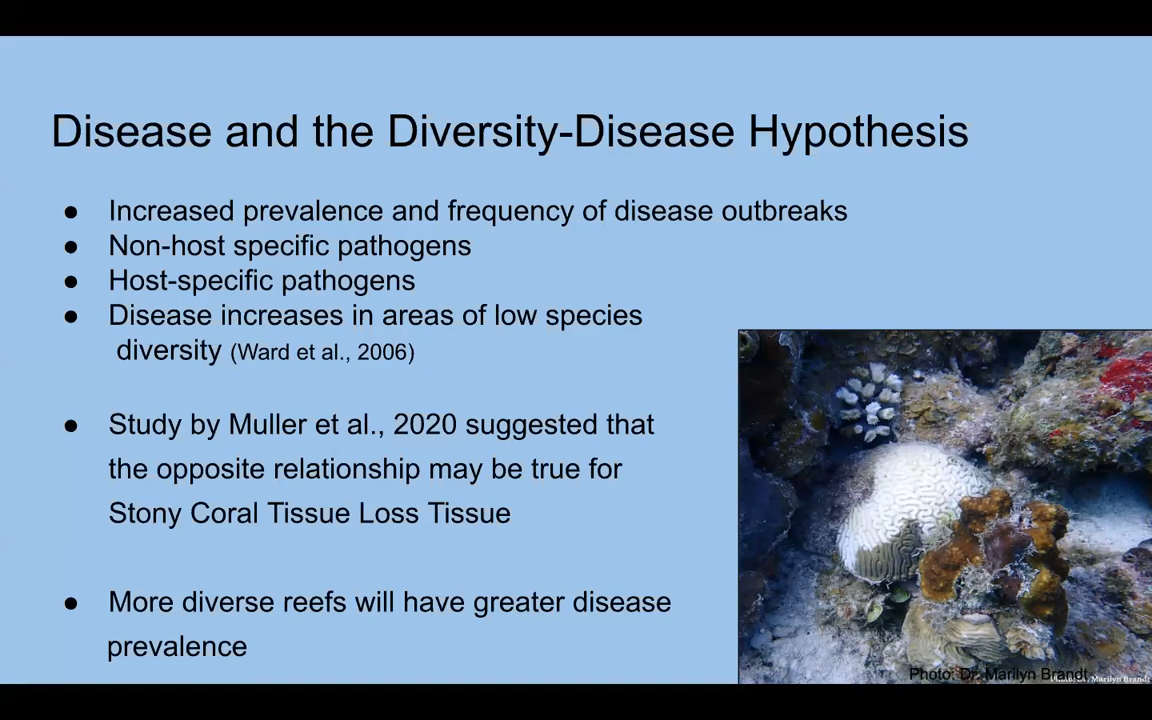 Disease and the Diversity-Disease Hypothesis
● Increased prevalence and frequency of disease outbreaks
● Non-host specific pathogens
● Host-specific pathogens
● Disease increases in areas of low species
diversity (Ward et al., 2006)
● Study by Muller et al., 2020 suggested that
the opposite relationship may be true for
Stony Coral Tissue Loss Tissue
● More diverse reefs will have greater disease
prevalence
Photo: Dr. Marilyn Brandt
Marilyn Brandt